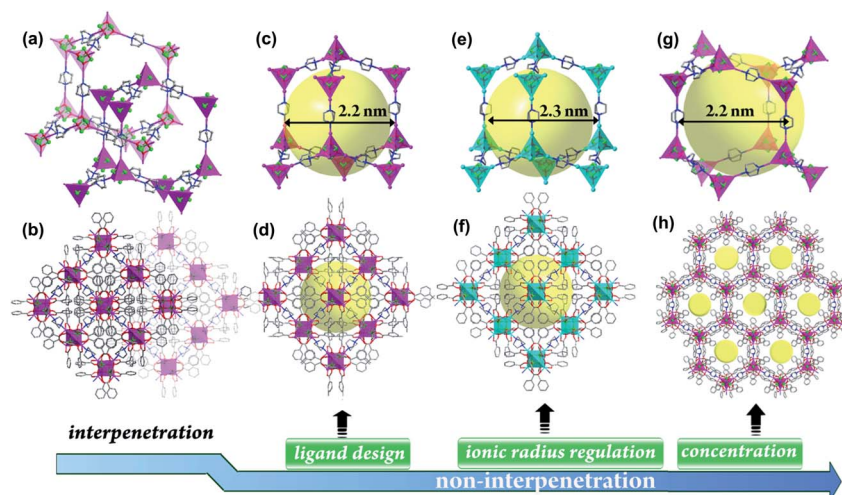 (a) (c) (e) (g)
2.2 nm 2.3 nm 2.2 nm
(b) (d) (f) (h)
interpenetration
ligand design ionic radius regulation concentration
non-interpenetration